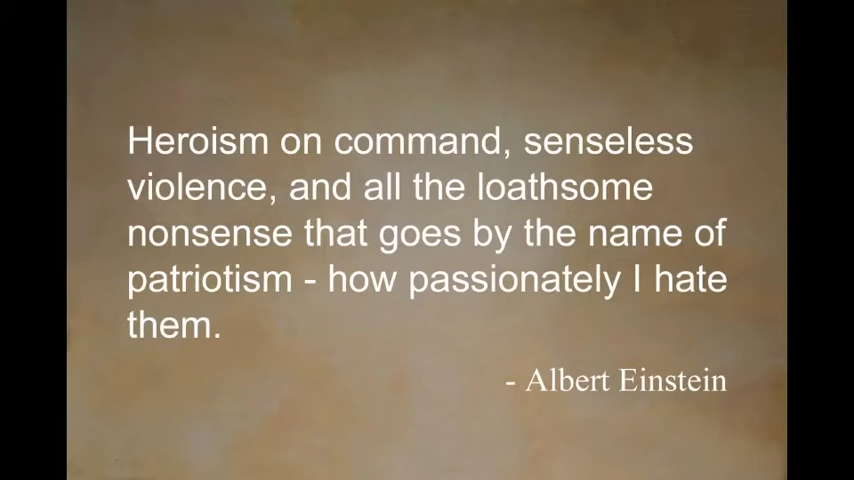 Heroism on command, senseless
violence, and all the loathsome
nonsense that goes by the name of
patriotism - how passionately I hate
them.
- Albert Einstein